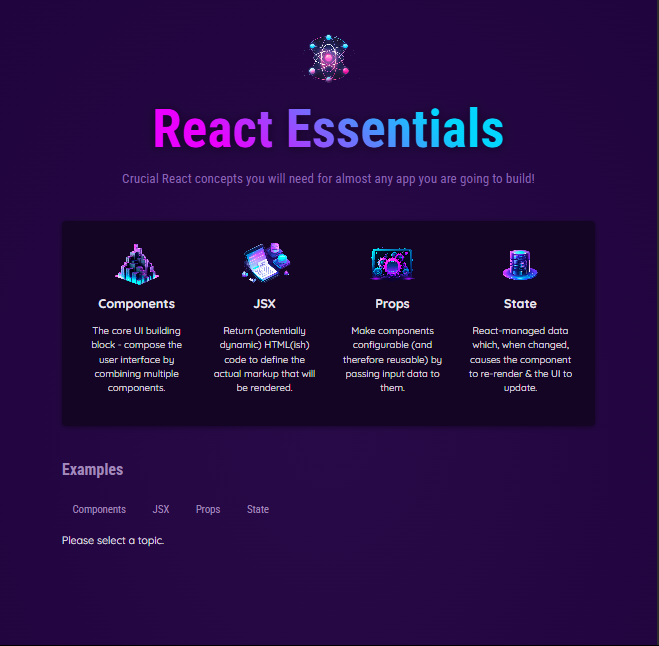 React Essentials
Crucial React concepts you will need for almost any app you are going to build!
Components
The core UI building
block - compose the
user interface by
combining multiple
components.
JSX
Return (potentially
dynamic) HTML(ish)
code to define the
actual markup that will
be rendered.
Props
Make components
configurable (and
therefore reusable) by
passing input data to
them.
State
React-managed data
which, when changed,
causes the component
to re-render & the UI to
update.
Examples
Components JSX Props State
Please select a topic.